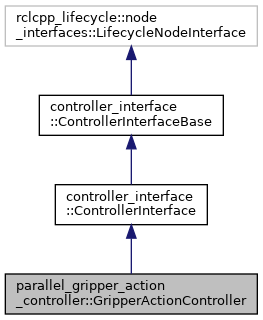 rclcpp_lifecycle::node
_interfaces::LifecycleNodeInterface
controller_interface
::ControllerInterfaceBase
controller_interface
::ControllerInterface
parallel_gripper_action
_controller::GripperActionController